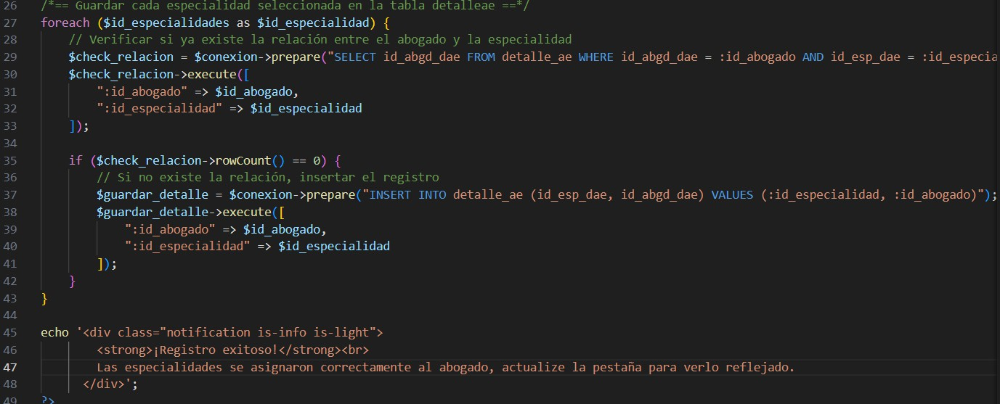 26 /*== Guardar cada especialidad seleccionada en la tabla detalleae ==*/
27 foreach ($id_especialidades as $id_especialidad) {
28 // Verificar si ya existe la relación entre el abogado y la especialidad
29 $check_relacion = $conexion->prepare("SELECT id_abgd_dae FROM detalle_ae WHERE id_abgd_dae = :id_abogado AND id_esp_dae = :id_especia
30 $check_relacion->execute([
31 ":id_abogado" => $id_abogado,
32 ":id_especialidad" => $id_especialidad
33 ]);
34
35 if ($check_relacion->rowCount() == 0) {
36 // Si no existe la relación, insertar el registro
37 $guardar_detalle = $conexion->prepare("INSERT INTO detalle_ae (id_esp_dae, id_abgd_dae) VALUES (:id_especialidad, :id_abogado)");
38 $guardar_detalle->execute([
39 ":id_abogado" => $id_abogado,
40 ":id_especialidad" => $id_especialidad
41 ]);
42 }
43 }
44
45 echo '<div class="notification is-info is-light">
46 <strong>¡Registro exitoso!</strong><br>
47 Las especialidades se asignaron correctamente al abogado, actualize la pestaña para verlo reflejado.
48 </div>';
49 ?>